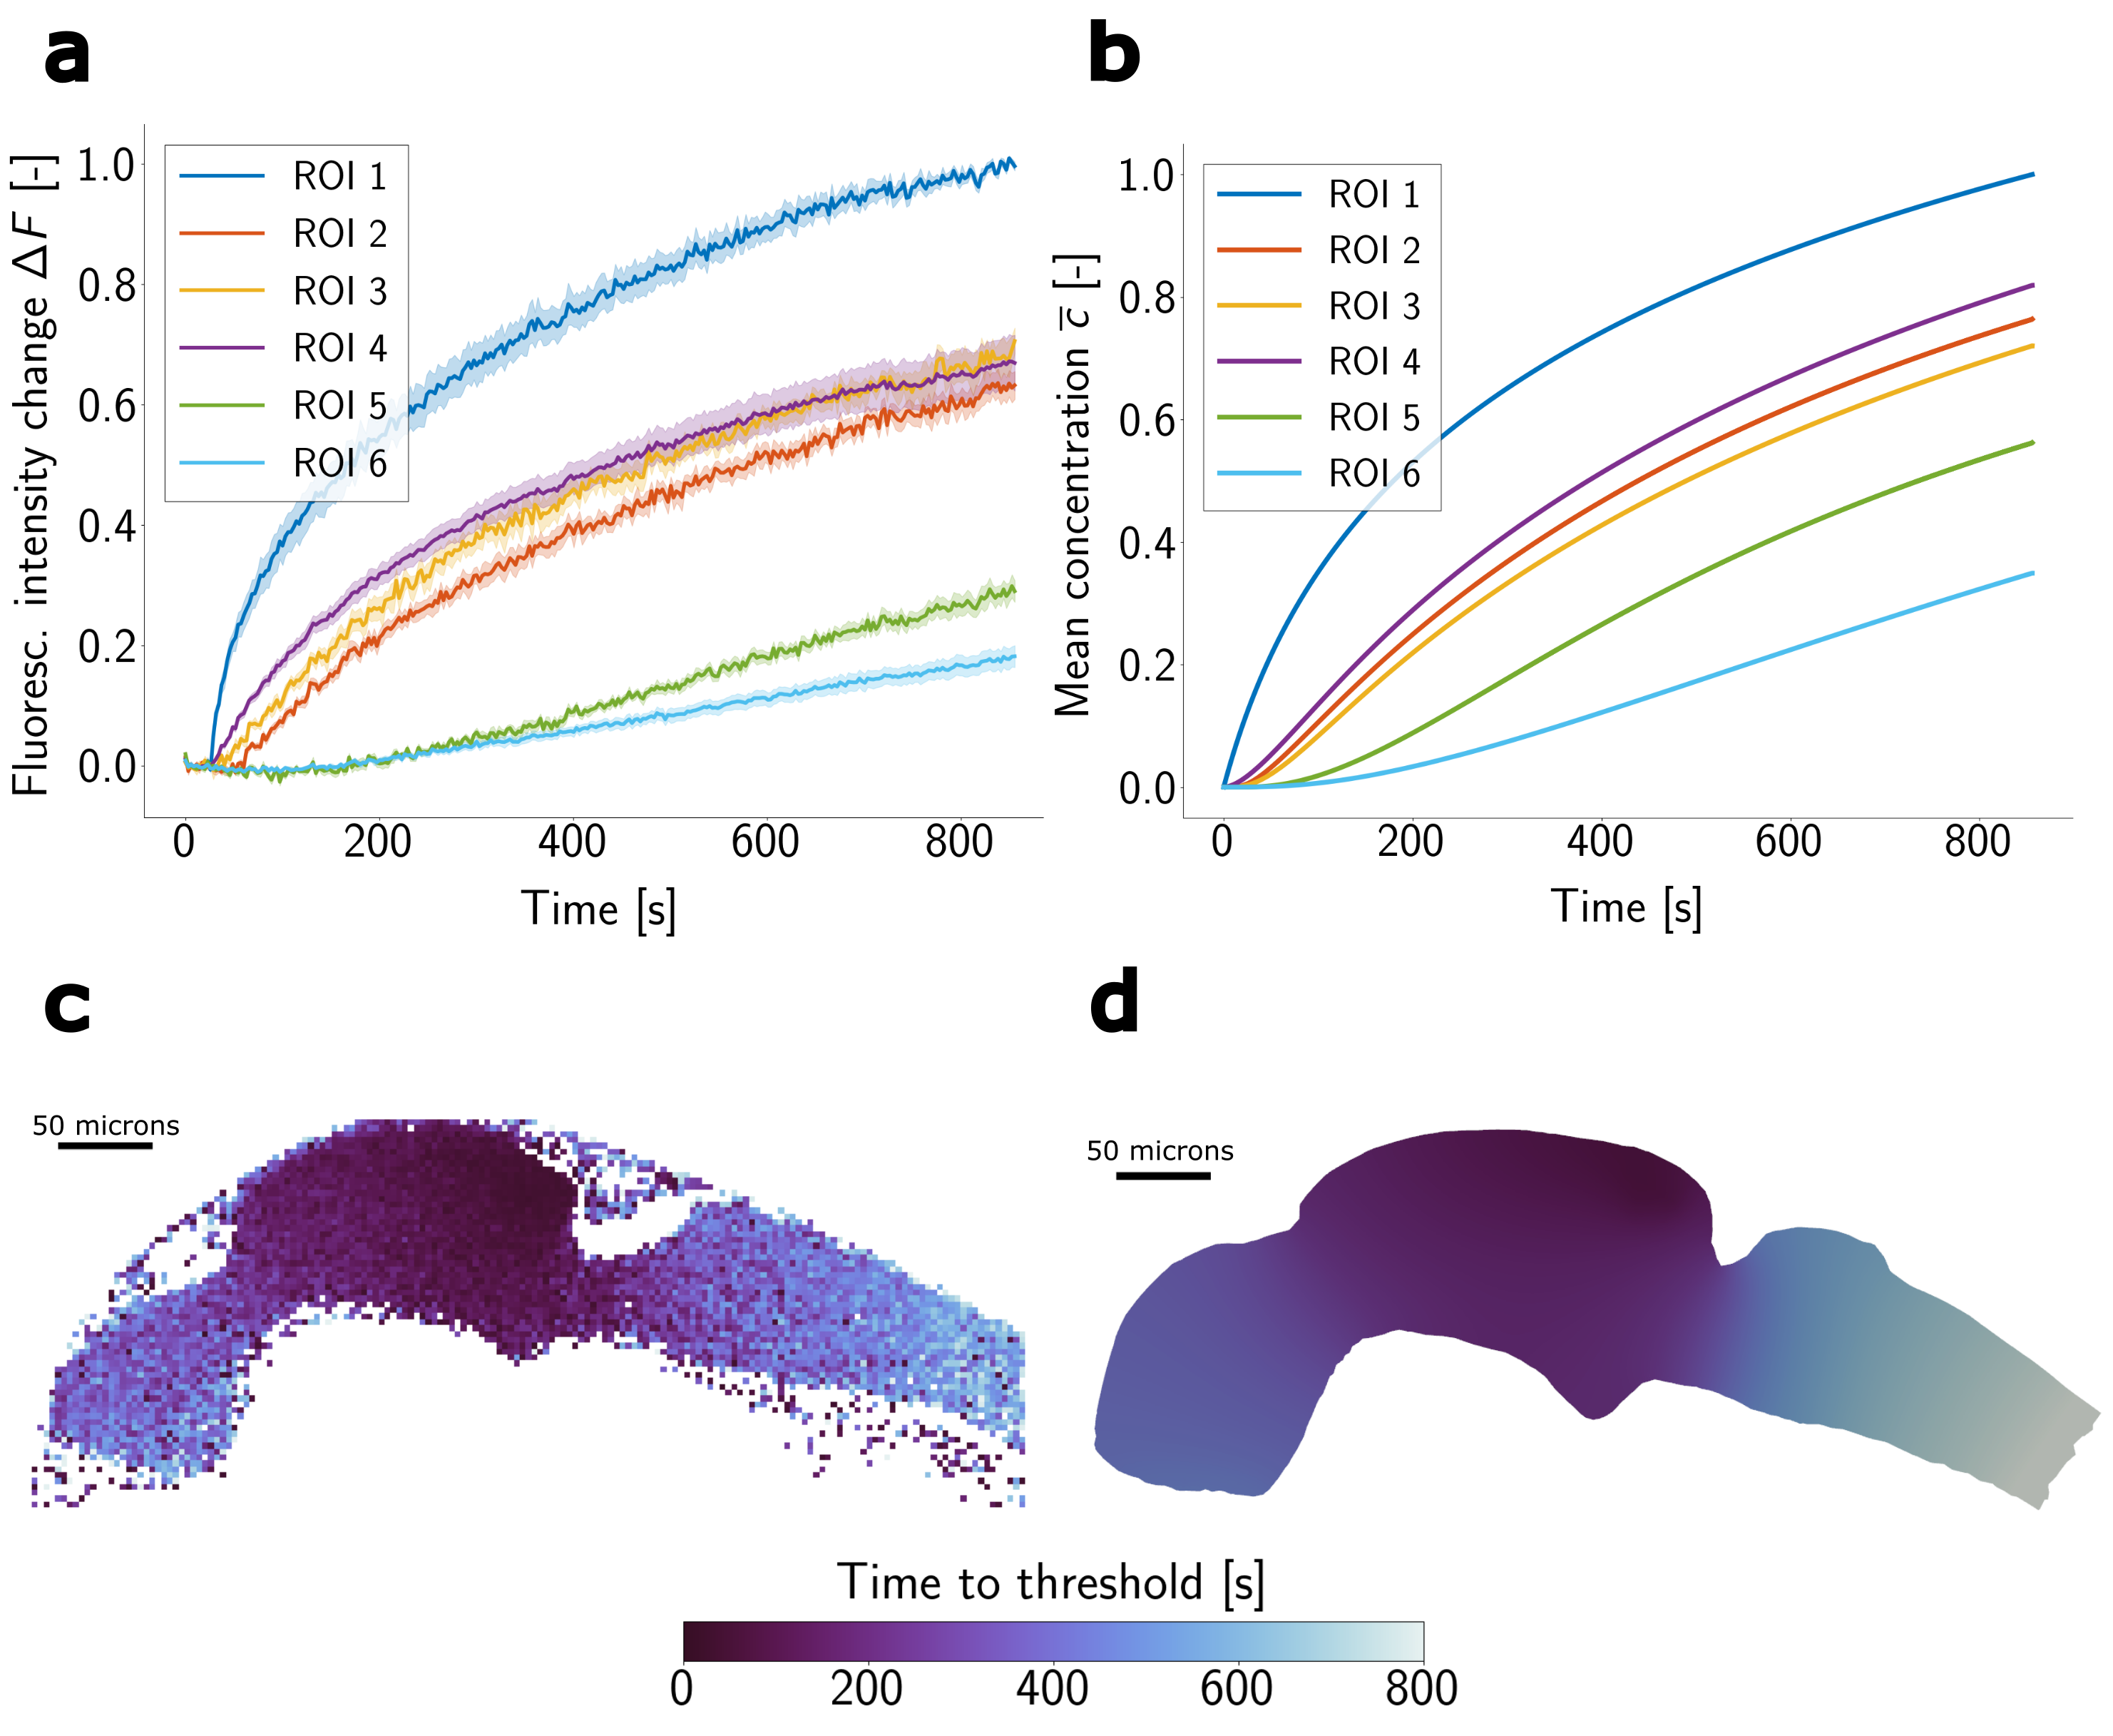 a
Fluoresc. intensity change ΔF [-]
1.0
0.8
0.6
0.4
0.2
0.0
ROI 1
ROI 2
ROI 3
ROI 4
ROI 5
ROI 6
0 200 400 600 800
Time [s]
b
Mean concentration c̅ [-]
1.0
0.8
0.6
0.4
0.2
0.0
ROI 1
ROI 2
ROI 3
ROI 4
ROI 5
ROI 6
0 200 400 600 800
Time [s]
c
50 microns
d
50 microns
Time to threshold [s]
0 200 400 600 800